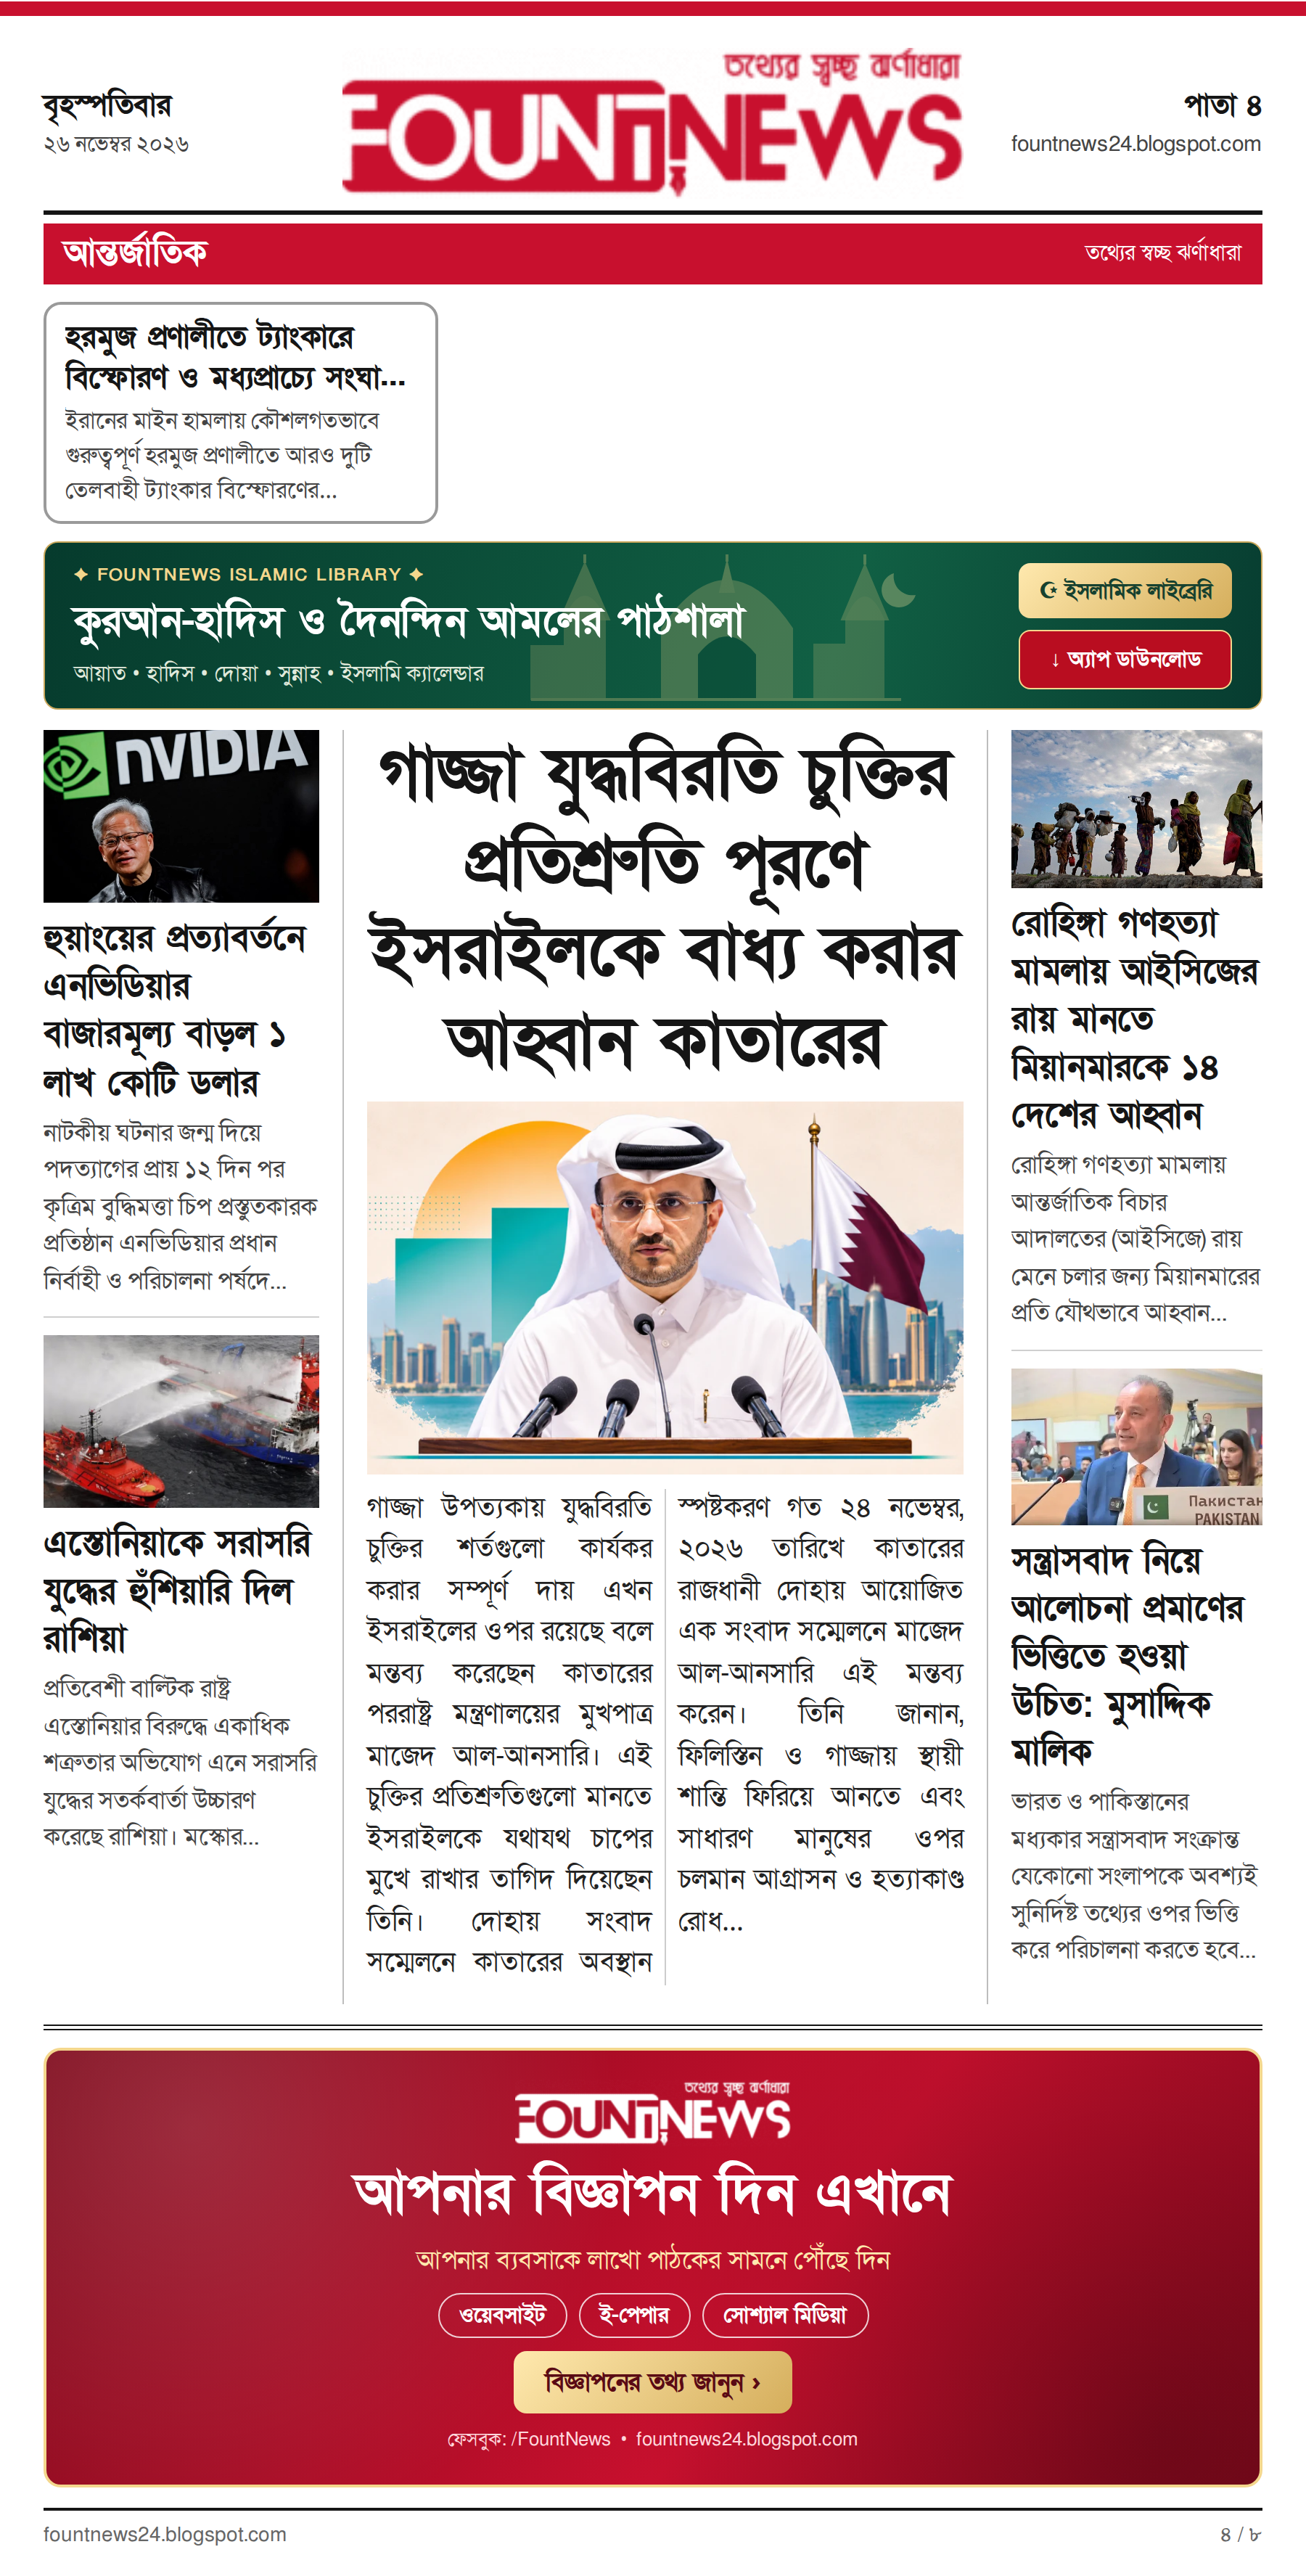 বৃহস্পতিবার
২৬ নভেম্বর ২০২৬
তথ্যের স্বচ্ছ ঝর্ণাধারা
FOUNTNEWS
পাতা ৪
fountnews24.blogspot.com
আন্তর্জাতিক
তথ্যের স্বচ্ছ ঝর্ণাধারা
হরমুজ প্রণালীতে ট্যাংকারে
বিস্ফোরণ ও মধ্যপ্রাচ্যে সংঘা...
ইরানের মাইন হামলায় কৌশলগতভাবে
গুরুত্বপূর্ণ হরমুজ প্রণালীতে আরও দুটি
তেলবাহী ট্যাংকার বিস্ফোরণের...
✦ FOUNTNEWS ISLAMIC LIBRARY ✦
কুরআন-হাদিস ও দৈনন্দিন আমলের পাঠশালা
আয়াত • হাদিস • দোয়া • সুন্নাহ • ইসলামি ক্যালেন্ডার
☪ ইসলামিক লাইব্রেরি
↓ অ্যাপ ডাউনলোড
NVIDIA
হুয়াংয়ের প্রত্যাবর্তনে
এনভিডিয়ার
বাজারমূল্য বাড়ল ১
লাখ কোটি ডলার
নাটকীয় ঘটনার জন্ম দিয়ে
পদত্যাগের প্রায় ১২ দিন পর
কৃত্রিম বুদ্ধিমত্তা চিপ প্রস্তুতকারক
প্রতিষ্ঠান এনভিডিয়ার প্রধান
নির্বাহী ও পরিচালনা পর্ষদে...
এস্তোনিয়াকে সরাসরি
যুদ্ধের হুঁশিয়ারি দিল
রাশিয়া
প্রতিবেশী বাল্টিক রাষ্ট্র
এস্তোনিয়ার বিরুদ্ধে একাধিক
শত্রুতার অভিযোগ এনে সরাসরি
যুদ্ধের সতর্কবার্তা উচ্চারণ
করেছে রাশিয়া। মস্কোর...
গাজ্জা যুদ্ধবিরতি চুক্তির
প্রতিশ্রুতি পূরণে
ইসরাইলকে বাধ্য করার
আহ্বান কাতারের
গাজ্জা উপত্যকায় যুদ্ধবিরতি
চুক্তির শর্তগুলো কার্যকর
করার সম্পূর্ণ দায় এখন
ইসরাইলের ওপর রয়েছে বলে
মন্তব্য করেছেন কাতারের
পররাষ্ট্র মন্ত্রণালয়ের মুখপাত্র
মাজেদ আল-আনসারি। এই
চুক্তির প্রতিশ্রুতিগুলো মানতে
ইসরাইলকে যথাযথ চাপের
মুখে রাখার তাগিদ দিয়েছেন
তিনি। দোহায় সংবাদ
সম্মেলনে কাতারের অবস্থান
স্পষ্টকরণ গত ২৪ নভেম্বর,
২০২৬ তারিখে কাতারের
রাজধানী দোহায় আয়োজিত
এক সংবাদ সম্মেলনে মাজেদ
আল-আনসারি এই মন্তব্য
করেন। তিনি জানান,
ফিলিস্তিন ও গাজ্জায় স্থায়ী
শান্তি ফিরিয়ে আনতে এবং
সাধারণ মানুষের ওপর
চলমান আগ্রাসন ও হত্যাকাণ্ড
রোধ...
রোহিঙ্গা গণহত্যা
মামলায় আইসিজের
রায় মানতে
মিয়ানমারকে ১৪
দেশের আহ্বান
রোহিঙ্গা গণহত্যা মামলায়
আন্তর্জাতিক বিচার
আদালতের (আইসিজে) রায়
মেনে চলার জন্য মিয়ানমারের
প্রতি যৌথভাবে আহ্বান...
Пакистан
PAKISTAN
সন্ত্রাসবাদ নিয়ে
আলোচনা প্রমাণের
ভিত্তিতে হওয়া
উচিত: মুসাদ্দিক
মালিক
ভারত ও পাকিস্তানের
মধ্যকার সন্ত্রাসবাদ সংক্রান্ত
যেকোনো সংলাপকে অবশ্যই
সুনির্দিষ্ট তথ্যের ওপর ভিত্তি
করে পরিচালনা করতে হবে...
তথ্যের স্বচ্ছ ঝর্ণাধারা
FOUNTNEWS
আপনার বিজ্ঞাপন দিন এখানে
আপনার ব্যবসাকে লাখো পাঠকের সামনে পৌঁছে দিন
ওয়েবসাইট
ই-পেপার
সোশ্যাল মিডিয়া
বিজ্ঞাপনের তথ্য জানুন ›
ফেসবুক: /FountNews • fountnews24.blogspot.com
fountnews24.blogspot.com
৪ / ৮